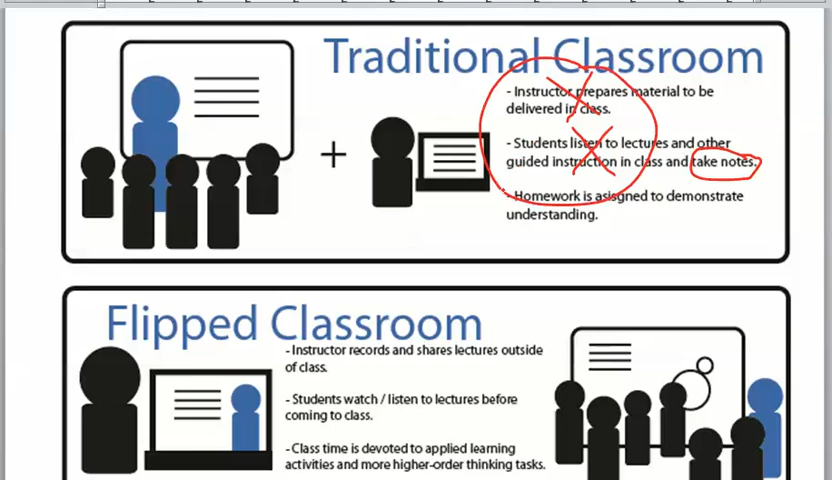 Traditional Classroom
- Instructor prepares material to be
delivered in class.
- Students listen to lectures and other
guided instruction in class and take notes.
- Homework is asisgned to demonstrate
understanding.
Flipped Classroom
- Instructor records and shares lectures outside
of class.
- Students watch / listen to lectures before
coming to class.
- Class time is devoted to applied learning
activities and more higher-order thinking tasks.